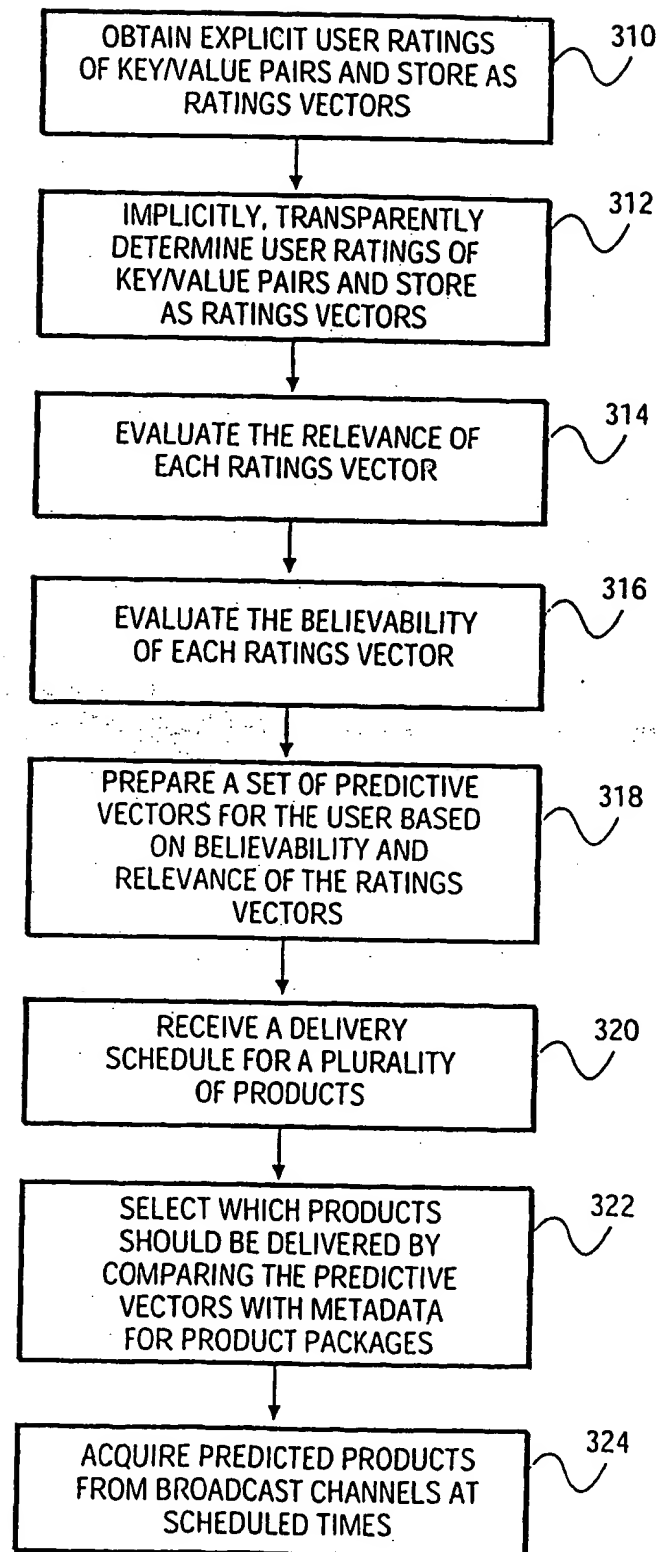 OBTAIN EXPLICIT USER RATINGS
OF KEY/VALUE PAIRS AND STORE AS
RATINGS VECTORS
310
IMPLICITLY, TRANSPARENTLY
DETERMINE USER RATINGS OF
KEY/VALUE PAIRS AND STORE
AS RATINGS VECTORS
312
EVALUATE THE RELEVANCE OF
EACH RATINGS VECTOR
314
EVALUATE THE BELIEVABILITY
OF EACH RATINGS VECTOR
316
PREPARE A SET OF PREDICTIVE
VECTORS FOR THE USER BASED
ON BELIEVABILITY AND
RELEVANCE OF THE RATINGS
VECTORS
318
RECEIVE A DELIVERY
SCHEDULE FOR A PLURALITY
OF PRODUCTS
320
SELECT WHICH PRODUCTS
SHOULD BE DELIVERED BY
COMPARING THE PREDICTIVE
VECTORS WITH METADATA
FOR PRODUCT PACKAGES
322
ACQUIRE PREDICTED PRODUCTS
FROM BROADCAST CHANNELS AT
SCHEDULED TIMES
324